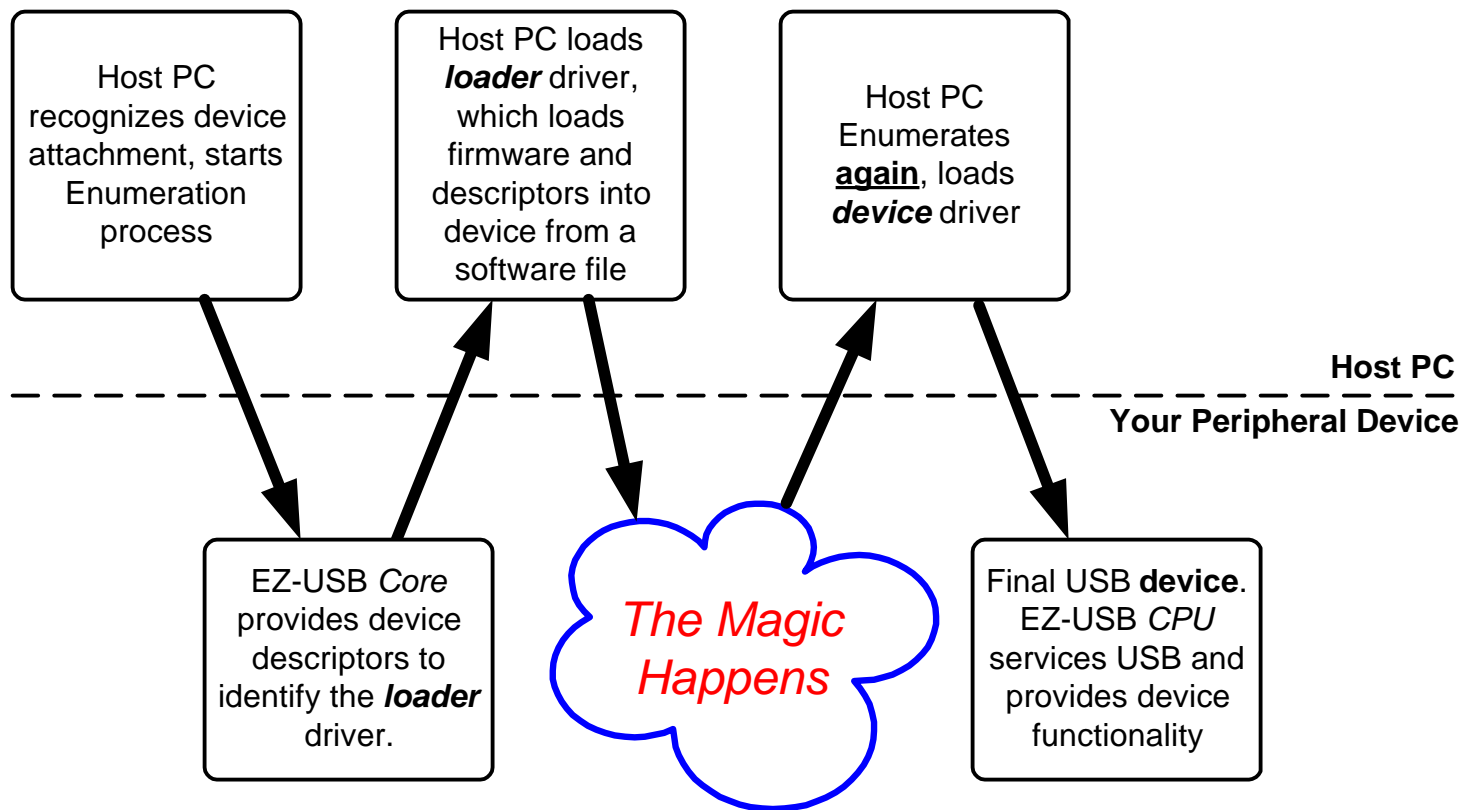 Host PC
recognizes device
attachment, starts
Enumeration
process
Host PC loads
loader driver,
which loads
firmware and
descriptors into
device from a
software file
Host PC
Enumerates
again, loads
device driver
Host PC
Your Peripheral Device
EZ-USB Core
provides device
descriptors to
identify the loader
driver.
The Magic
Happens
Final USB device.
EZ-USB CPU
services USB and
provides device
functionality